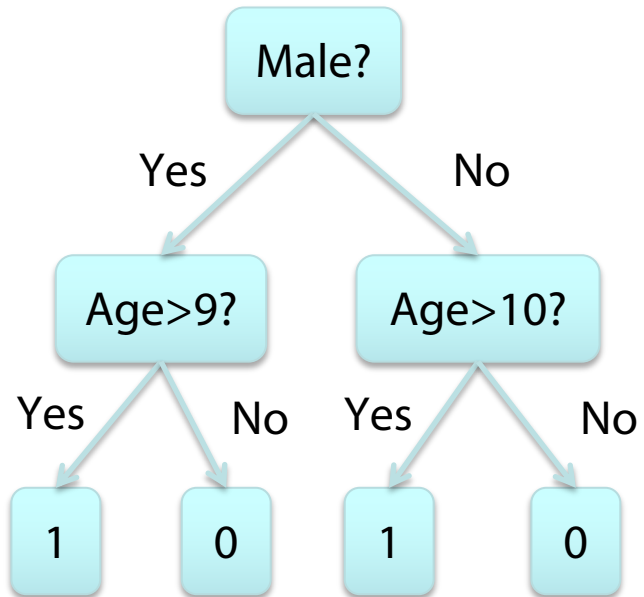 Male?
Yes No
Age>9? Age>10?
Yes No Yes No
1 0 1 0